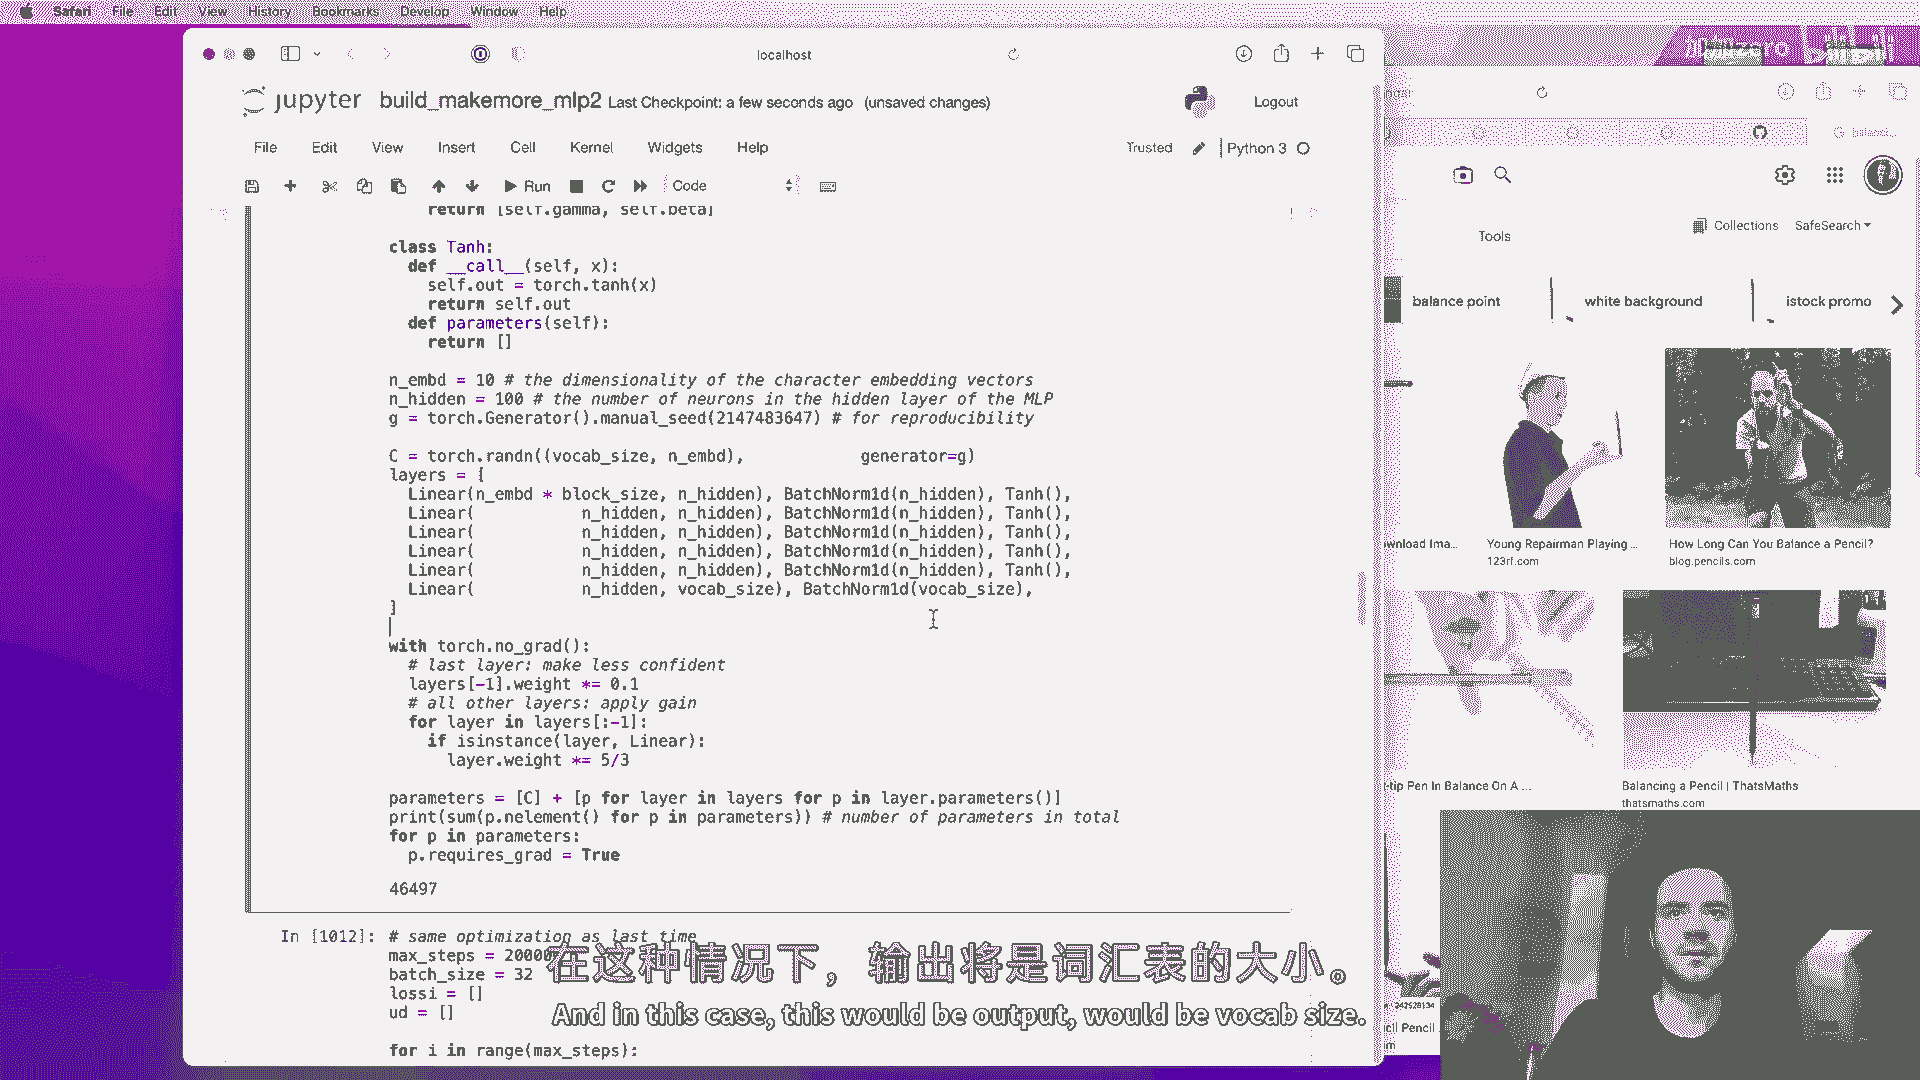 Safari File Edit View History Bookmarks Develop Window Help
localhost
jupyter build_makemore_mlp2 Last Checkpoint: a few seconds ago (unsaved changes)
Logout
File Edit View Insert Cell Kernel Widgets Help
Trusted Python 3
Run Code
return [self.gamma, self.beta]
class Tanh:
def __call__(self, x):
self.out = torch.tanh(x)
return self.out
def parameters(self):
return []
n_embd = 10 # the dimensionality of the character embedding vectors
n_hidden = 100 # the number of neurons in the hidden layer of the MLP
g = torch.Generator().manual_seed(2147483647) # for reproducibility
C = torch.randn((vocab_size, n_embd), generator=g)
layers = [
Linear(n_embd * block_size, n_hidden), BatchNorm1d(n_hidden), Tanh(),
Linear( n_hidden, n_hidden), BatchNorm1d(n_hidden), Tanh(),
Linear( n_hidden, n_hidden), BatchNorm1d(n_hidden), Tanh(),
Linear( n_hidden, n_hidden), BatchNorm1d(n_hidden), Tanh(),
Linear( n_hidden, n_hidden), BatchNorm1d(n_hidden), Tanh(),
Linear( n_hidden, vocab_size), BatchNorm1d(vocab_size),
]
with torch.no_grad():
# last layer: make less confident
layers[-1].weight *= 0.1
# all other layers: apply gain
for layer in layers[:-1]:
if isinstance(layer, Linear):
layer.weight *= 5/3
parameters = [C] + [p for layer in layers for p in layer.parameters()]
print(sum(p.nelement() for p in parameters)) # number of parameters in total
for p in parameters:
p.requires_grad = True
46497
In [1012]: # same optimization as last time
max_steps = 20000
batch_size = 32
lossi = []
ud = []
for i in range(max_steps):
在这种情况下，输出将是词汇表的大小。
And in this case, this would be output, would be vocab size.
Tools
Collections SafeSearch
balance point white background istock promo
wnload Ima...
Young Repairman Playing ...
123rf.com
How Long Can You Balance a Pencil?
blog.pencils.com
-tip Pen In Balance On A ...
Balancing a Pencil | ThatsMaths
thatsmaths.com